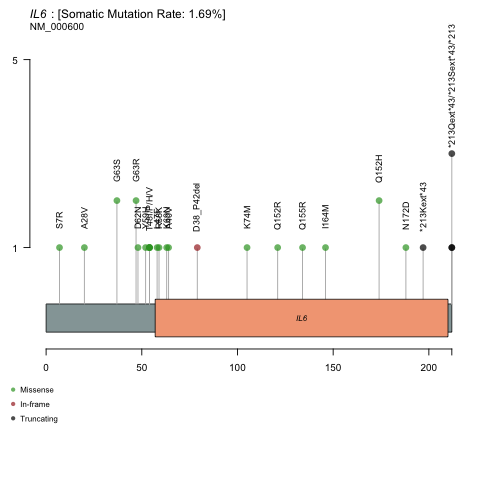 IL6 : [Somatic Mutation Rate: 1.69%]
NM_000600
5
1
S7R
A28V
G63S
G63R
D62N
D38_P42del
K74M
Q152R
Q155R
I164M
Q152H
N172D
*213Kext*43
*213Qext*43/*213Sext*43/*213
IL6
0
50
100
150
200
Missense
In-frame
Truncating